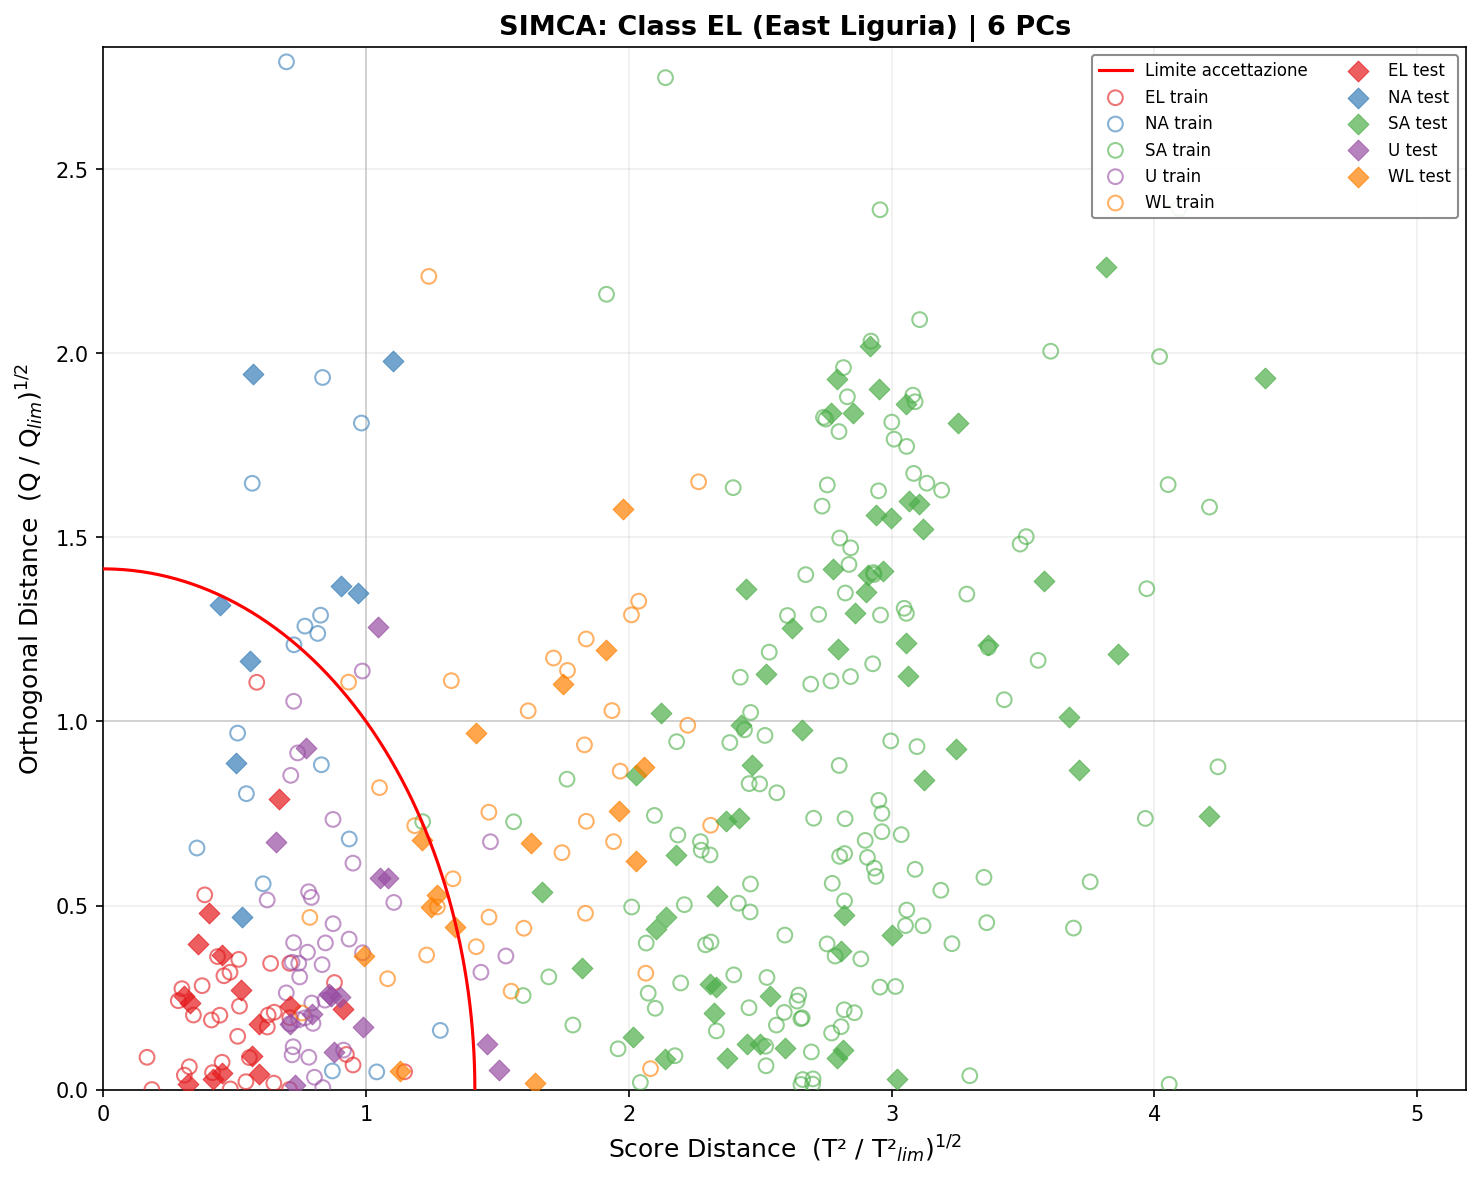 SIMCA: Class EL (East Liguria) | 6 PCs
Limite accettazione
EL train
NA train
SA train
U train
WL train
EL test
NA test
SA test
U test
WL test
Orthogonal Distance (Q / Q_lim)^1/2
2.5
2.0
1.5
1.0
0.5
0.0
0 1 2 3 4 5
Score Distance (T² / T²_lim)^1/2